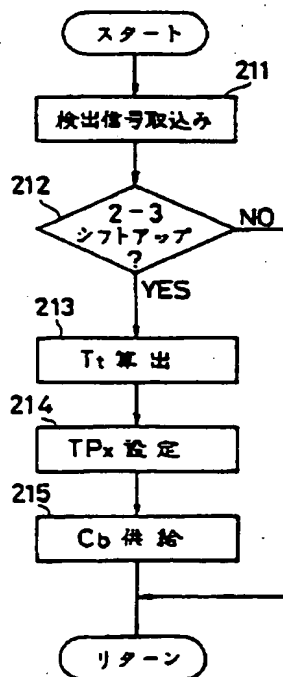 スタート
211
検出信号取込み
212
2-3
シフトアップ
?
NO
YES
213
Tt 算出
214
TPx 設定
215
Cb 供給
リターン